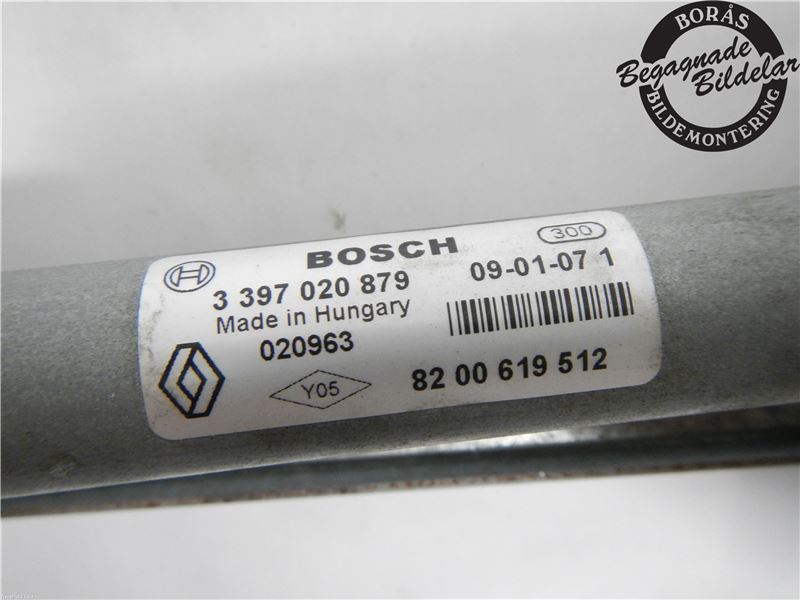 BORÅS
Begagnade
Bildelar
BILDEMONTERING
BOSCH
300
3 397 020 879
09-01-07 1
Made in Hungary
020963
Y05
82 00 619 512